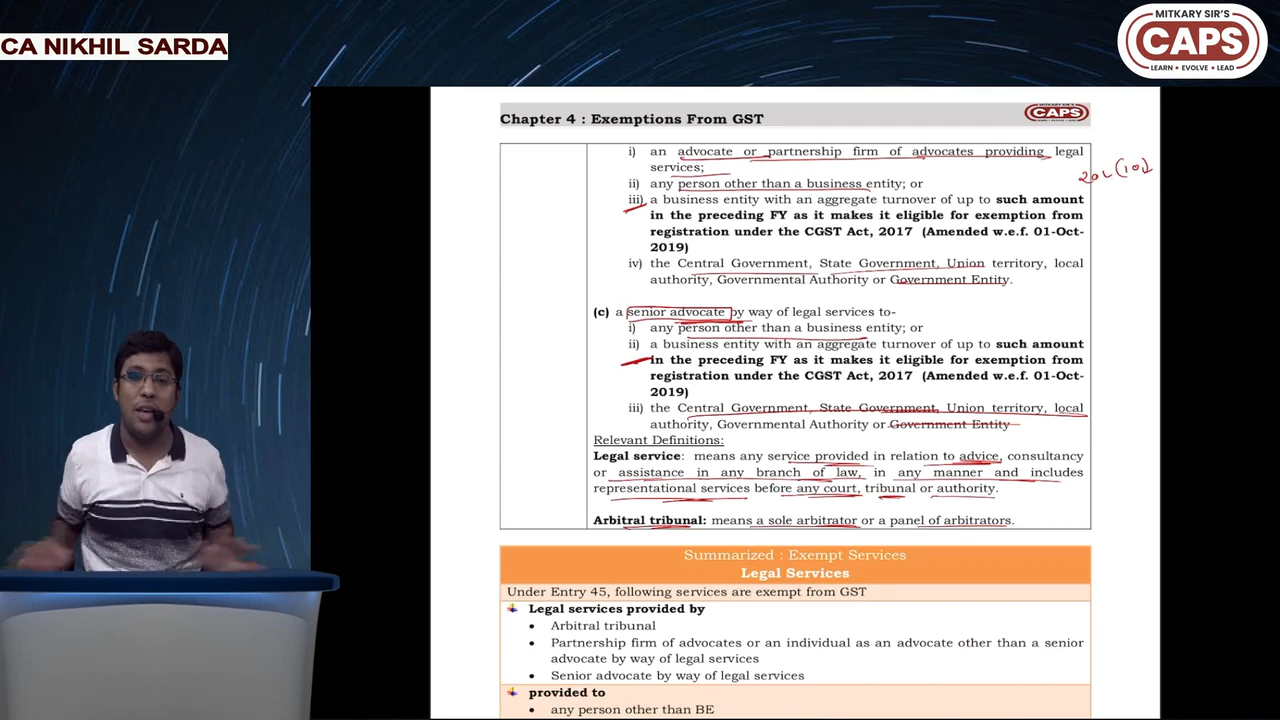 CA NIKHIL SARDA
MITKARY SIR'S
CAPS
LEARN • EVOLVE • LEAD
Chapter 4 : Exemptions From GST
MITKARY SIR'S
CAPS
i) an advocate or partnership firm of advocates providing legal
services;
20L (10L)
ii) any person other than a business entity; or
iii) a business entity with an aggregate turnover of up to such amount
in the preceding FY as it makes it eligible for exemption from
registration under the CGST Act, 2017 (Amended w.e.f. 01-Oct-
2019)
iv) the Central Government, State Government, Union territory, local
authority, Governmental Authority or Government Entity.
(c) a senior advocate by way of legal services to-
i) any person other than a business entity; or
ii) a business entity with an aggregate turnover of up to such amount
in the preceding FY as it makes it eligible for exemption from
registration under the CGST Act, 2017 (Amended w.e.f. 01-Oct-
2019)
iii) the Central Government, State Government, Union territory, local
authority, Governmental Authority or Government Entity
Relevant Definitions:
Legal service: means any service provided in relation to advice, consultancy
or assistance in any branch of law, in any manner and includes
representational services before any court, tribunal or authority.
Arbitral tribunal: means a sole arbitrator or a panel of arbitrators.
Summarized : Exempt Services
Legal Services
Under Entry 45, following services are exempt from GST
Legal services provided by
• Arbitral tribunal
• Partnership firm of advocates or an individual as an advocate other than a senior
advocate by way of legal services
• Senior advocate by way of legal services
provided to
• any person other than BE